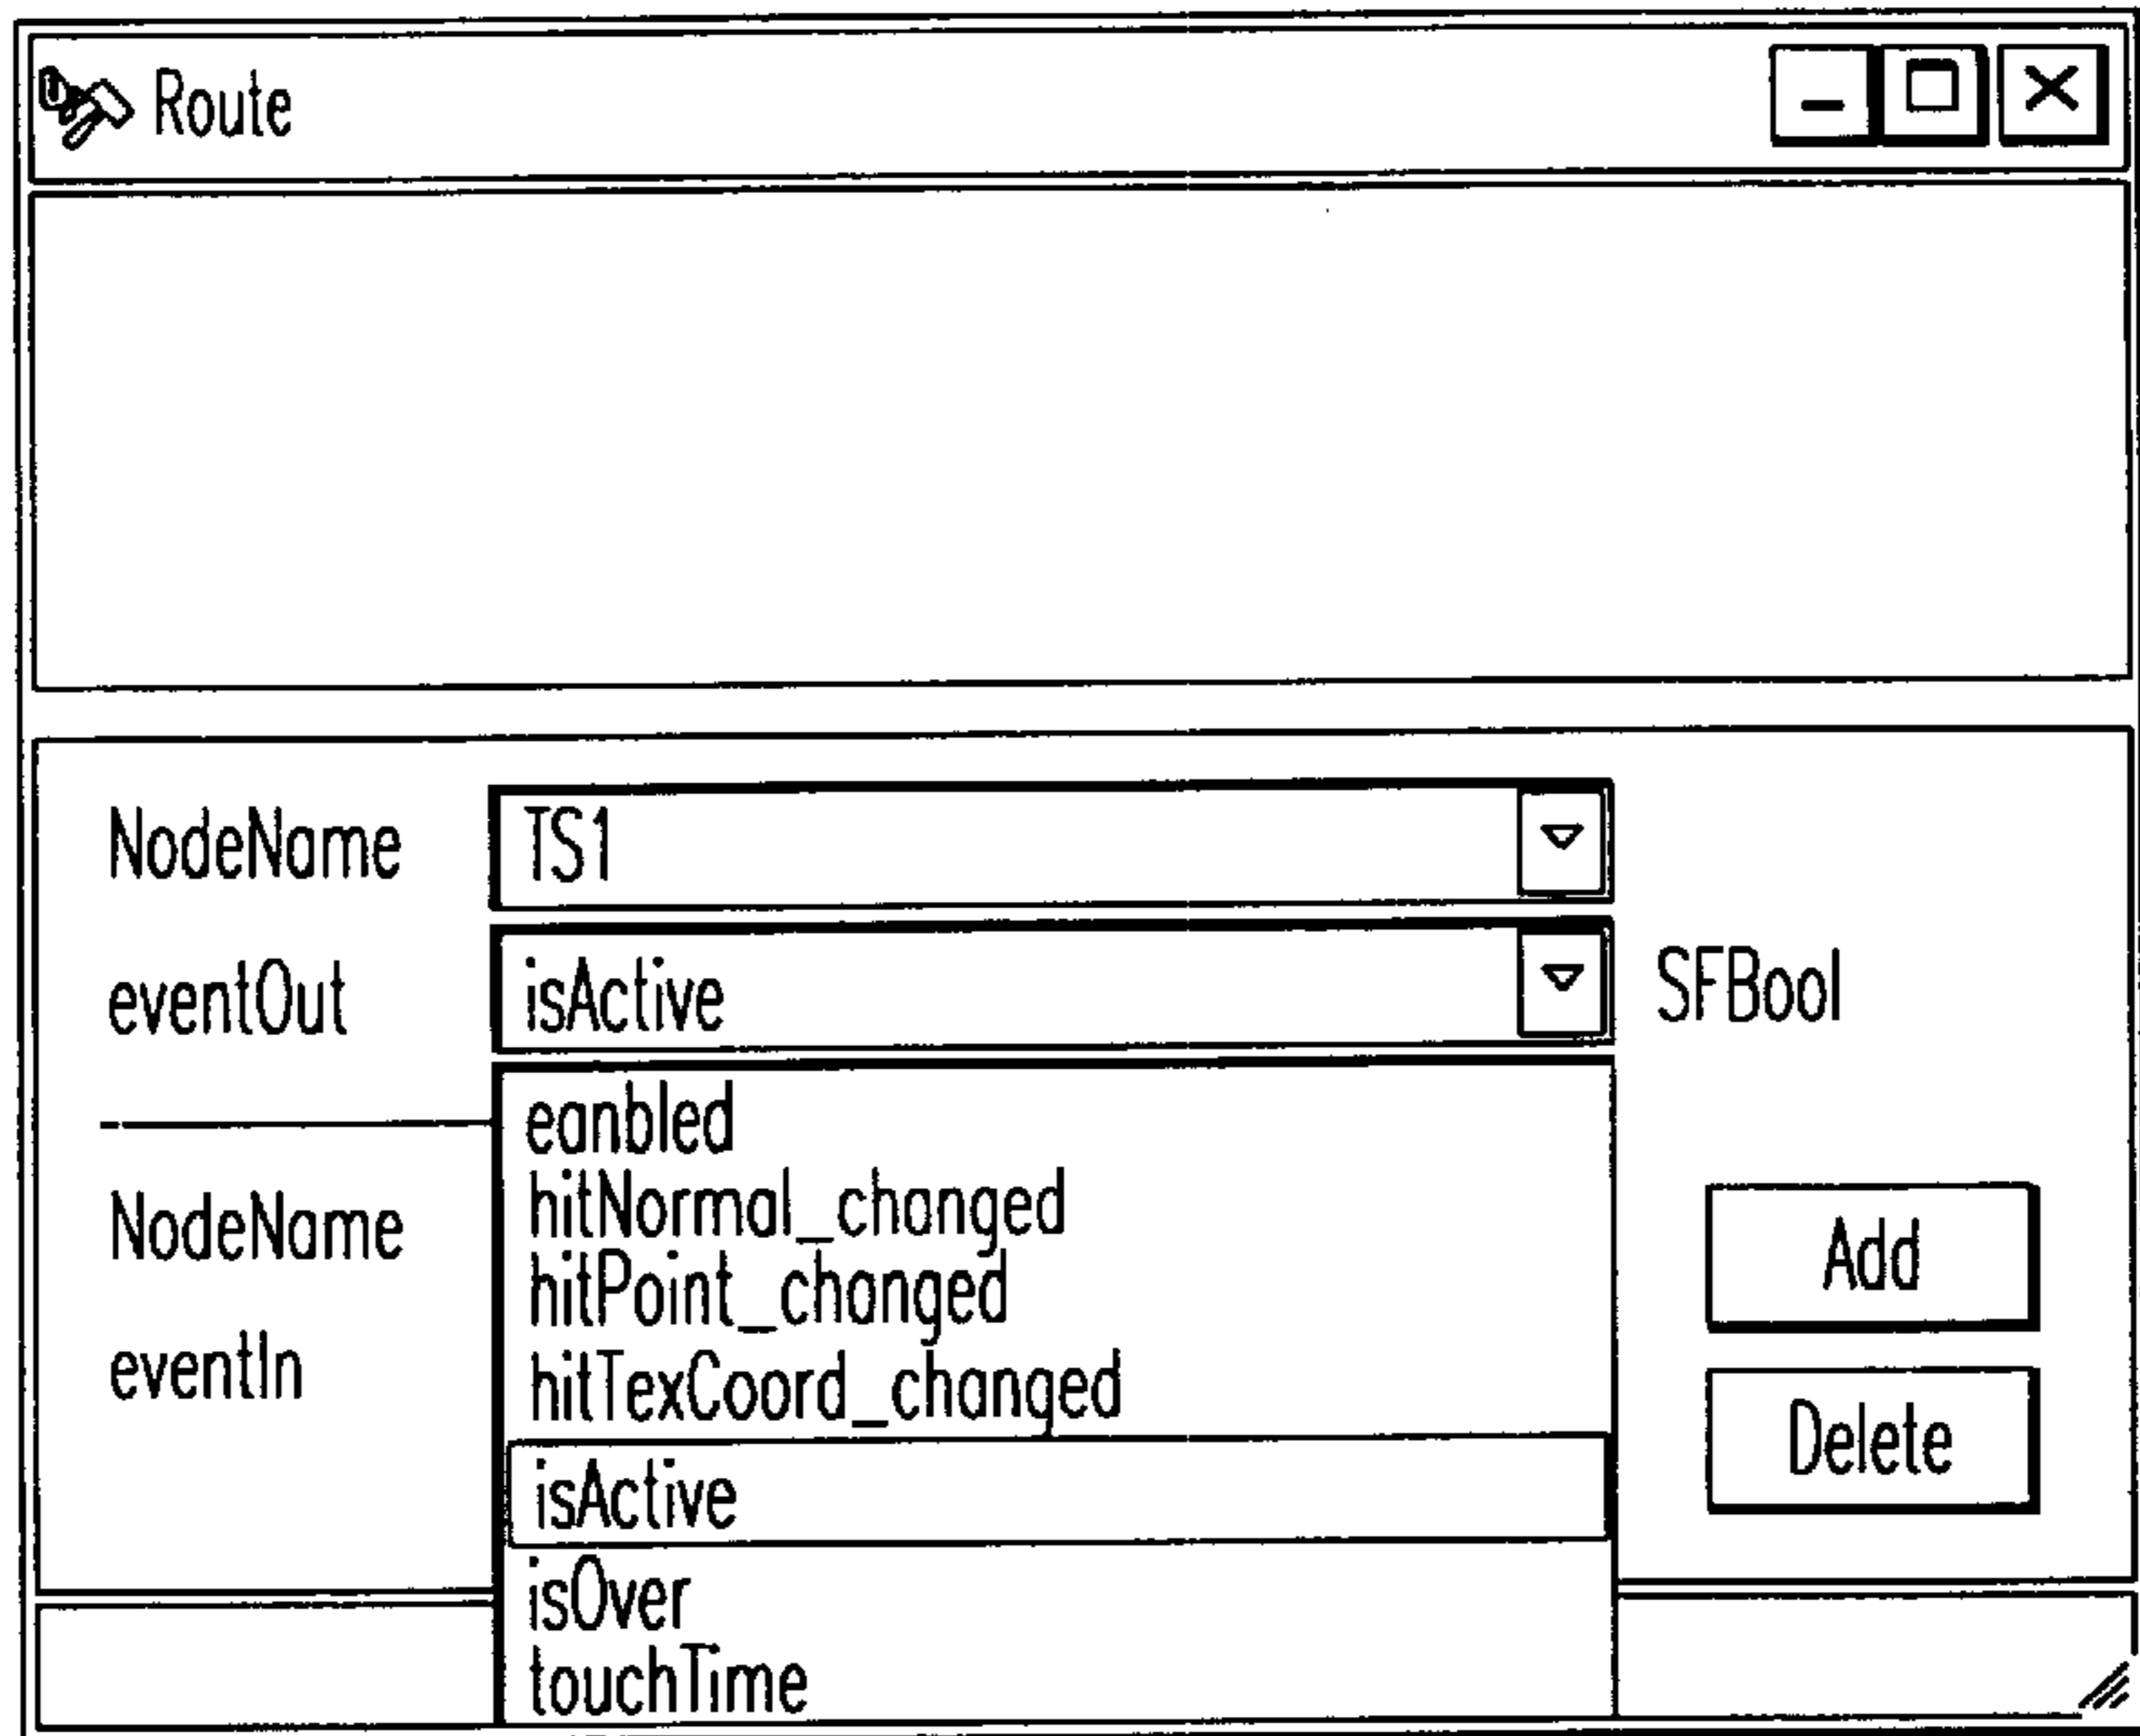 Route
NodeName TS1
eventOut isActive SFBool
eanbled
hitNormal_changed
NodeName
hitPoint_changed
Add
eventIn
hitTexCoord_changed
Delete
isActive
isOver
touchTime